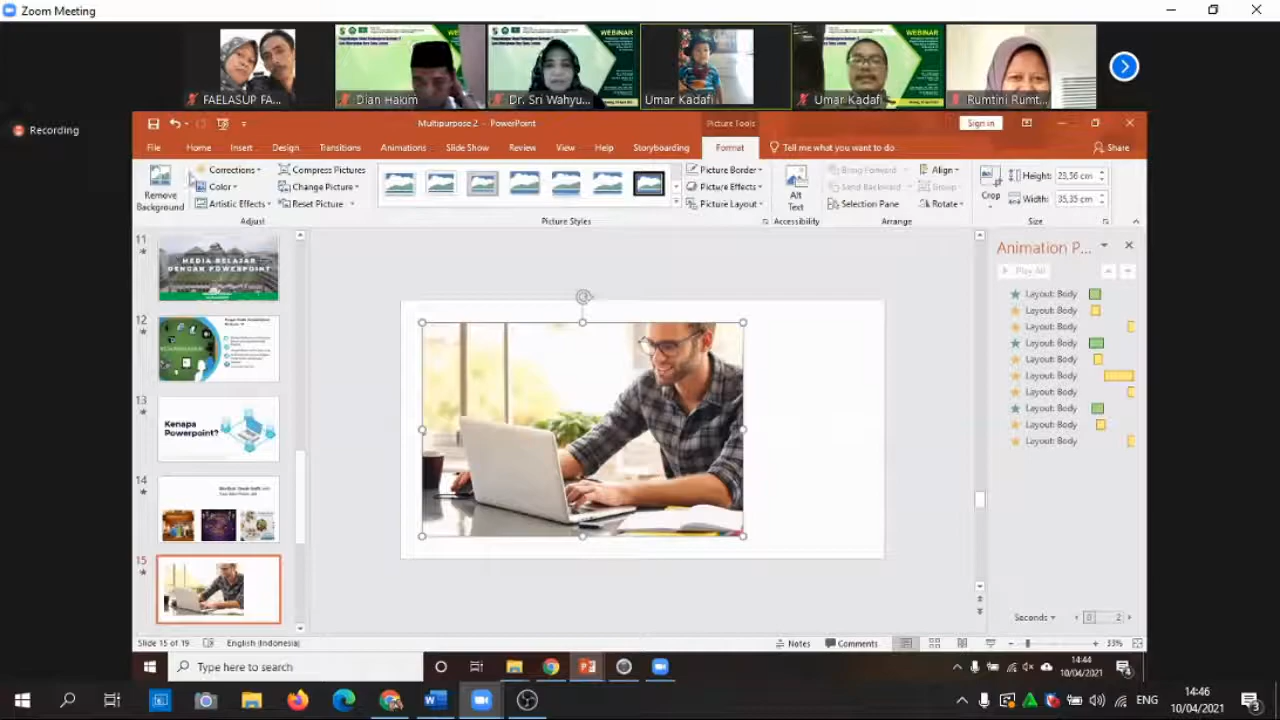 Zoom Meeting
WEBINAR
WEBINAR
FAELASUP FA...
Dian Hakim
Dr. Sri Wahyu...
Umar Kadafi
Umar Kadafi
Rumtini Rumt...
Recording
Multipurpose 2 - PowerPoint
Picture Tools
Sign in
File
Home
Insert
Design
Transitions
Animations
Slide Show
Review
View
Help
Storyboarding
Format
Tell me what you want to do
Share
Remove Background
Corrections
Color
Artistic Effects
Compress Pictures
Change Picture
Reset Picture
Adjust
Picture Styles
Picture Border
Picture Effects
Picture Layout
Alt Text
Accessibility
Bring Forward
Send Backward
Selection Pane
Align
Group
Rotate
Arrange
Crop
Height: 23,56 cm
Width: 35,35 cm
Size
11
MEDIA BELAJAR
DENGAN POWERPOINT
12
13
Kenapa
Powerpoint?
14
15
Animation P...
Play All
Layout: Body
Layout: Body
Layout: Body
Layout: Body
Layout: Body
Layout: Body
Layout: Body
Layout: Body
Layout: Body
Layout: Body
Seconds
0
2
Slide 15 of 19
English (Indonesia)
Notes
Comments
33%
Type here to search
14:44
10/04/2021
ENG
14:46
10/04/2021
3